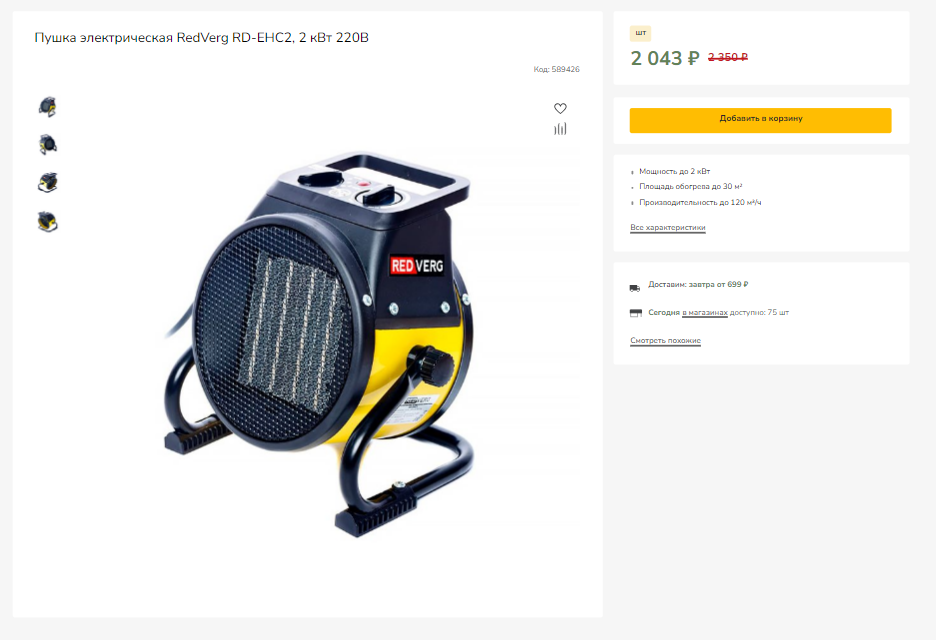 Пушка электрическая RedVerg RD-EHC2, 2 кВт 220В
Код: 589426
REDVERG
шт
2 043 ₽ 2 350 ₽
Добавить в корзину
Мощность до 2 кВт
Площадь обогрева до 30 м²
Производительность до 120 м³/ч
Все характеристики
Доставим: завтра от 699 ₽
Сегодня в магазинах доступно: 75 шт
Смотреть похожие